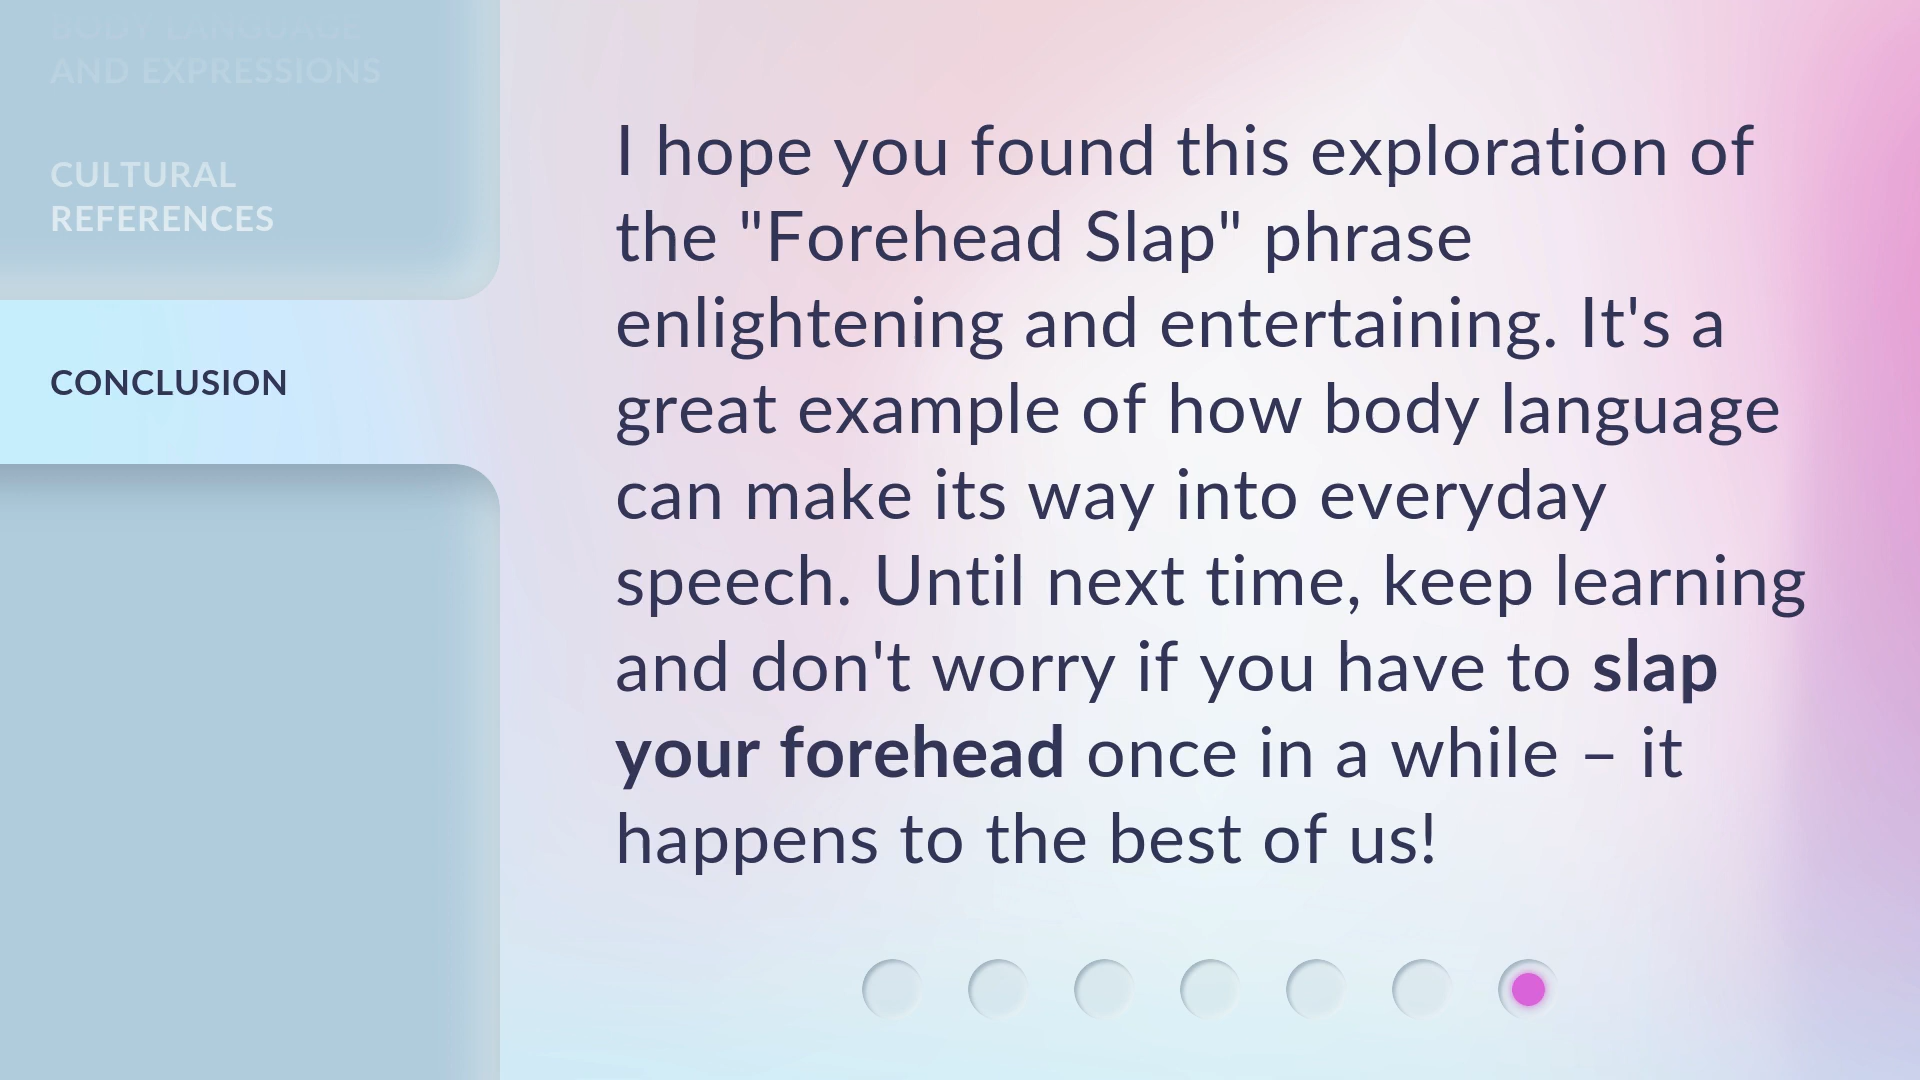 BODY LANGUAGE
AND EXPRESSIONS
CULTURAL
REFERENCES
CONCLUSION
I hope you found this exploration of
the "Forehead Slap" phrase
enlightening and entertaining. It's a
great example of how body language
can make its way into everyday
speech. Until next time, keep learning
and don't worry if you have to slap
your forehead once in a while – it
happens to the best of us!